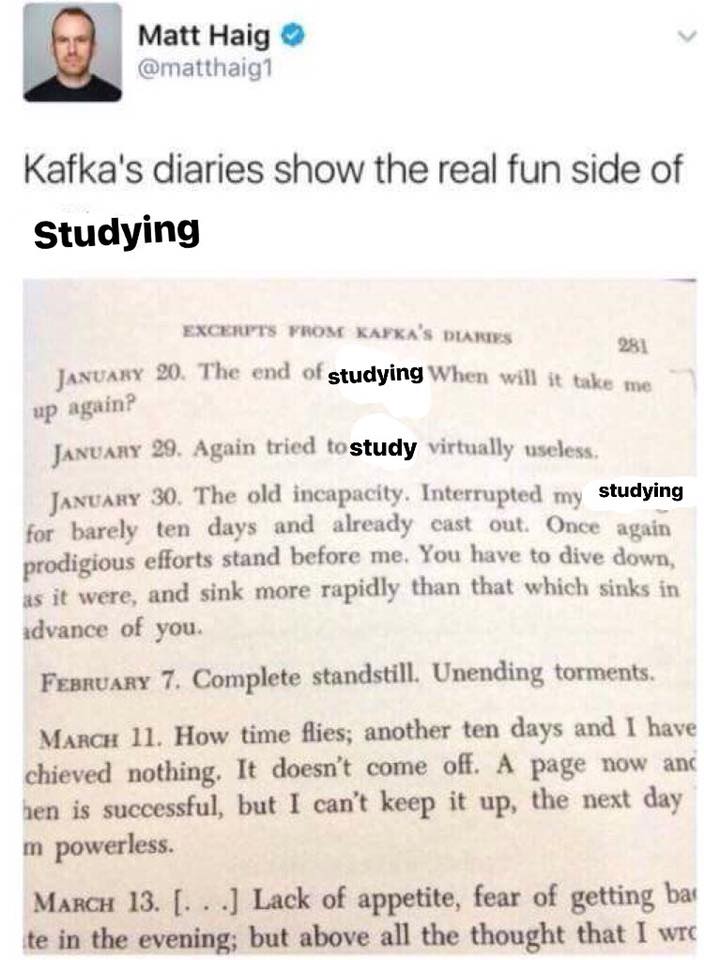 Matt Haig
@matthaig1
Kafka's diaries show the real fun side of
Studying
EXCERPTS FROM KAFKA'S DIARIES
281
JANUARY 20. The end of studying When will it take me
up again?
JANUARY 29. Again tried to study virtually useless.
JANUARY 30. The old incapacity. Interrupted my studying
for barely ten days and already cast out. Once again
prodigious efforts stand before me. You have to dive down,
as it were, and sink more rapidly than that which sinks in
advance of you.
FEBRUARY 7. Complete standstill. Unending torments.
MARCH 11. How time flies; another ten days and I have
chieved nothing. It doesn't come off. A page now and
hen is successful, but I can't keep it up, the next day
m powerless.
MARCH 13. [. . .] Lack of appetite, fear of getting bac
te in the evening; but above all the thought that I wro